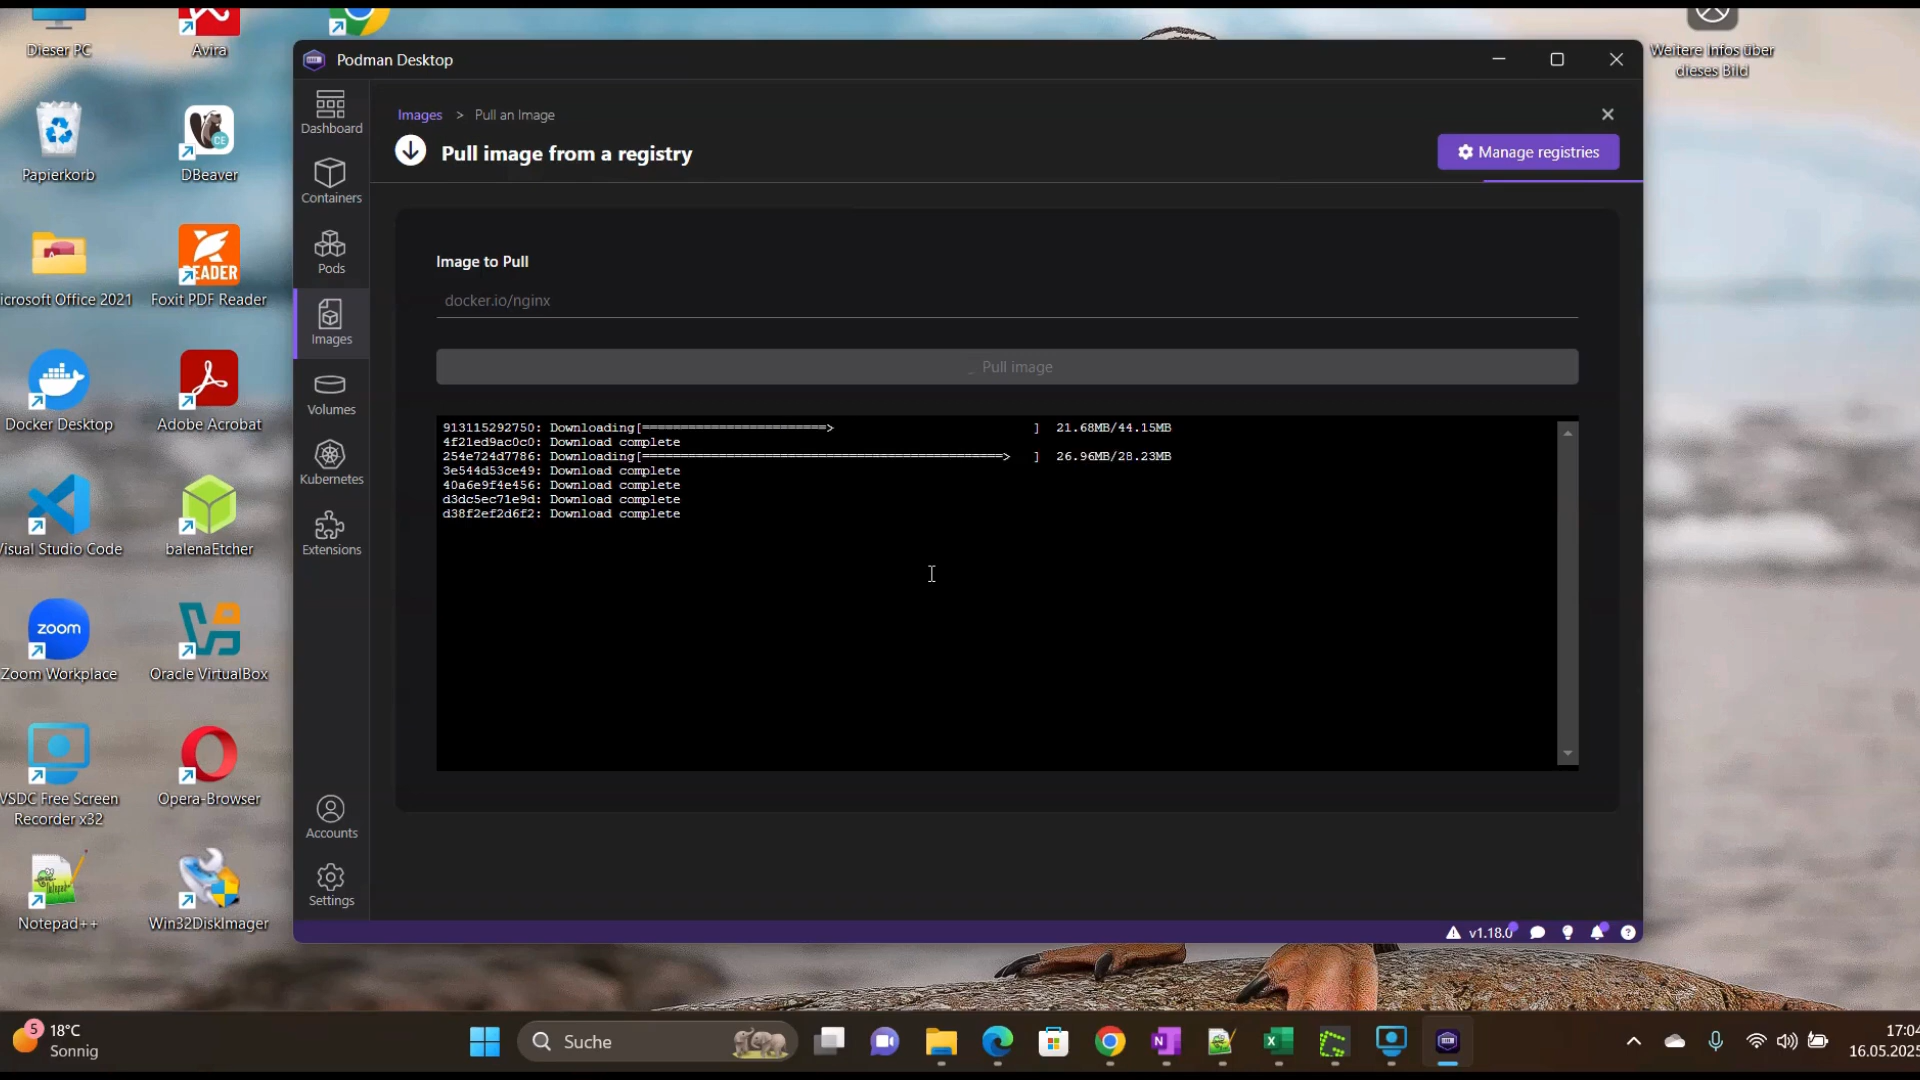 Dieser PC
Avira
Weitere Infos über
dieses Bild
Papierkorb
DBeaver
CE
icrosoft Office 2021
Foxit PDF Reader
READER
Docker Desktop
Adobe Acrobat
isual Studio Code
balenaEtcher
zoom
Zoom Workplace
Oracle VirtualBox
VSDC Free Screen
Recorder x32
Opera-Browser
Notepad++
Win32DiskImager
Podman Desktop
Dashboard
Containers
Pods
Images
Volumes
Kubernetes
Extensions
Accounts
Settings
Images > Pull an Image
Pull image from a registry
Manage registries
Image to Pull
docker.io/nginx
Pull image
913115292750: Downloading[========================> ] 21.68MB/44.15MB
4f21ed9ac0c0: Download complete
254e724d7786: Downloading[===============================================> ] 26.96MB/28.23MB
3e544d53ce49: Download complete
40a6e9f4e456: Download complete
d3dc5ec71e9d: Download complete
d38f2ef2d6f2: Download complete
v1.18.0
5
18°C
Sonnig
Suche
17:04
16.05.2025